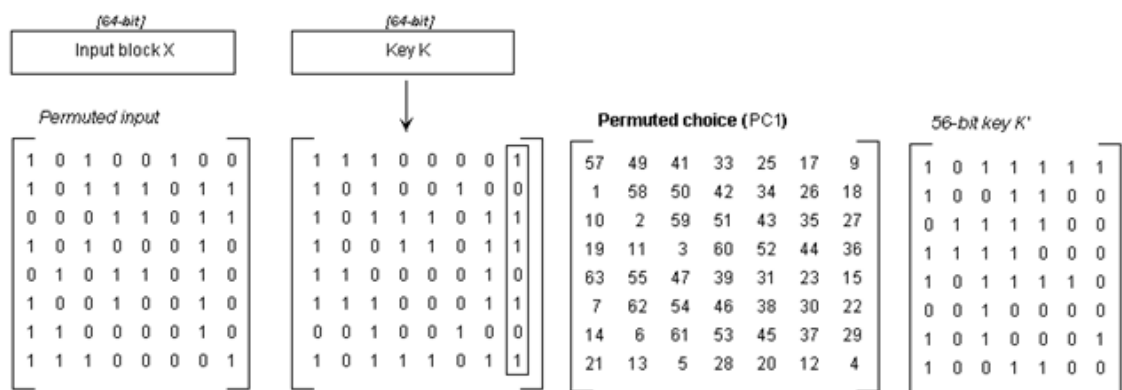 [64-bit]
Input block X
[64-bit]
Key K
Permuted input
1 0 1 0 0 1 0 0
1 0 1 1 1 0 1 1
0 0 0 1 1 0 1 1
1 0 1 0 0 0 1 0
0 1 0 1 1 0 1 0
1 0 0 1 0 0 1 0
1 1 1 0 0 0 1 0
1 1 1 0 0 0 0 1
1 1 1 0 0 0 0 1
1 0 1 0 0 1 0 0
1 0 1 1 1 0 1 1
1 0 0 1 1 0 1 1
1 1 0 0 0 0 1 0
1 1 1 0 0 0 1 1
0 0 1 0 0 1 0 0
1 0 1 1 1 0 1 1
Permuted choice (PC1)
57 49 41 33 25 17 9
1 58 50 42 34 26 18
10 2 59 51 43 35 27
19 11 3 60 52 44 36
63 55 47 39 31 23 15
7 62 54 46 38 30 22
14 6 61 53 45 37 29
21 13 5 28 20 12 4
56-bit key K'
1 0 1 1 1 1 1
1 0 0 1 1 0 0
0 1 1 1 1 0 0
1 1 1 1 0 0 0
1 0 1 1 1 1 0
0 0 1 0 0 0 0
1 0 1 0 0 0 1
1 0 0 1 1 0 0